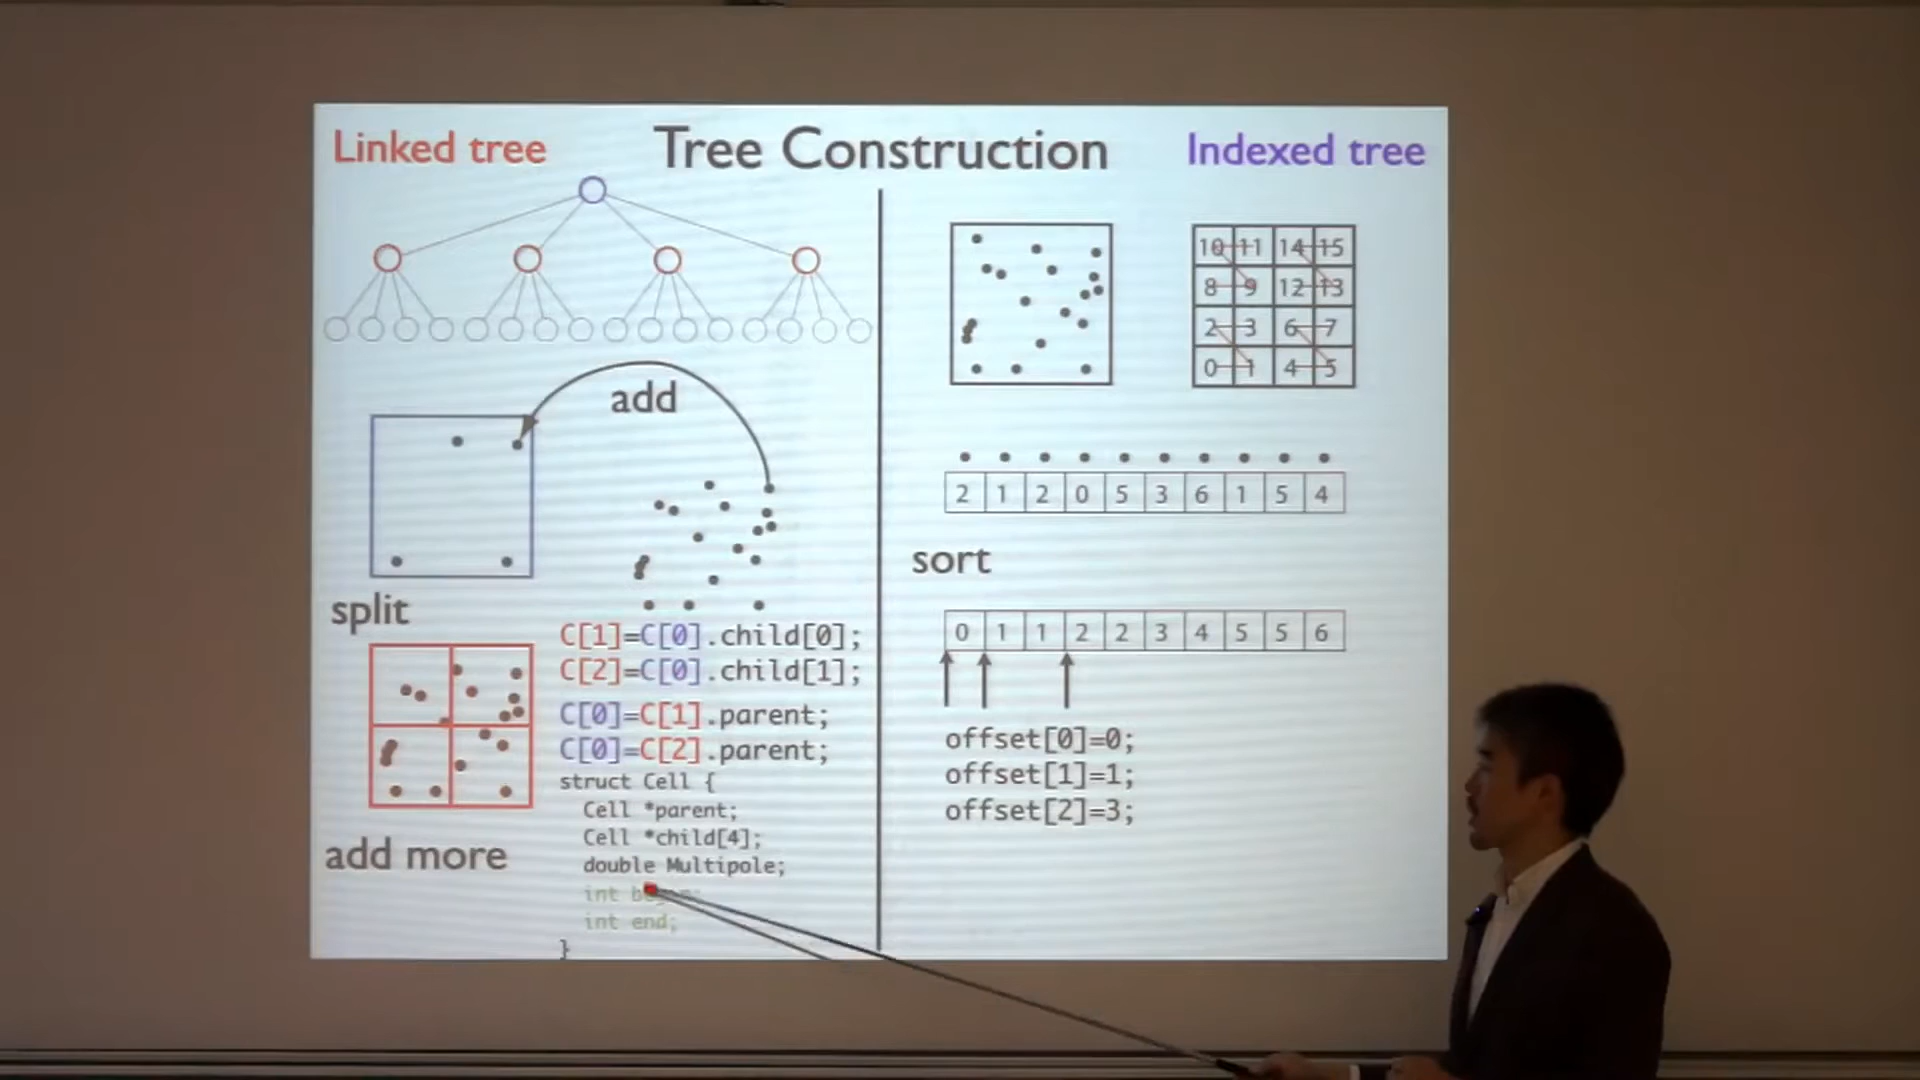 Linked tree
Tree Construction
Indexed tree
add
split
add more
C[1]=C[0].child[0];
C[2]=C[0].child[1];
C[0]=C[1].parent;
C[0]=C[2].parent;
struct Cell {
Cell *parent;
Cell *child[4];
double Multipole;
int
int end;
}
10 11 14 15
8 9 12 13
2 3 6 7
0 1 4 5
2 1 2 0 5 3 6 1 5 4
sort
0 1 1 2 2 3 4 5 5 6
offset[0]=0;
offset[1]=1;
offset[2]=3;